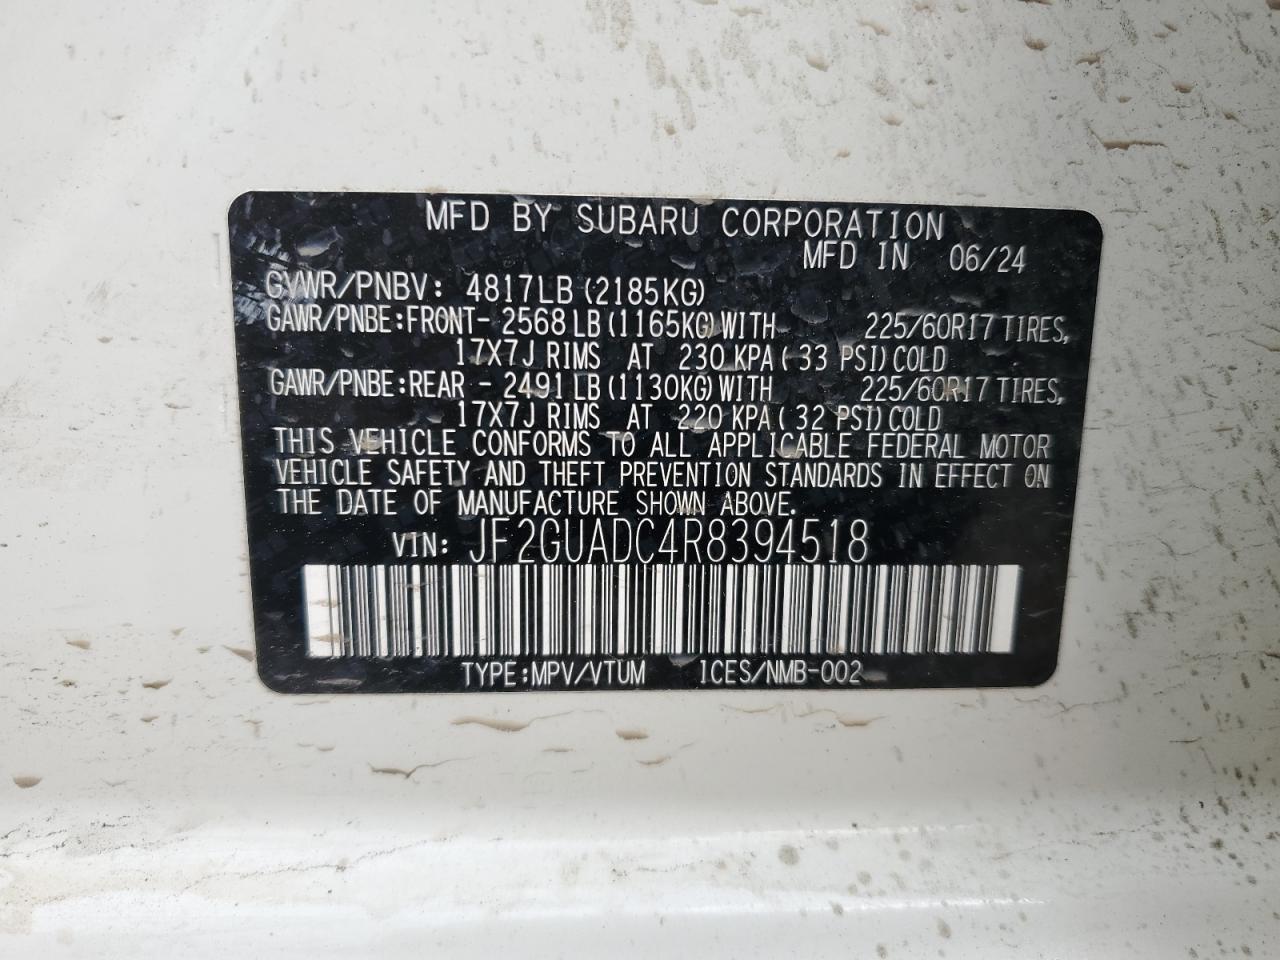 MFD BY SUBARU CORPORATION
MFD IN 06/24
GVWR/PNBV: 4817LB (2185KG)
GAWR/PNBE:FRONT- 2568 LB (1165KG) WITH 225/60R17 TIRES,
17X7J RIMS AT 230 KPA ( 33 PSI) COLD
GAWR/PNBE:REAR - 2491 LB (1130KG) WITH 225/60R17 TIRES,
17X7J RIMS AT 220 KPA ( 32 PSI) COLD
THIS VEHICLE CONFORMS TO ALL APPLICABLE FEDERAL MOTOR
VEHICLE SAFETY AND THEFT PREVENTION STANDARDS IN EFFECT ON
THE DATE OF MANUFACTURE SHOWN ABOVE.
VIN: JF2GUADC4R8394518
TYPE:MPV/VTUM ICES/NMB-002